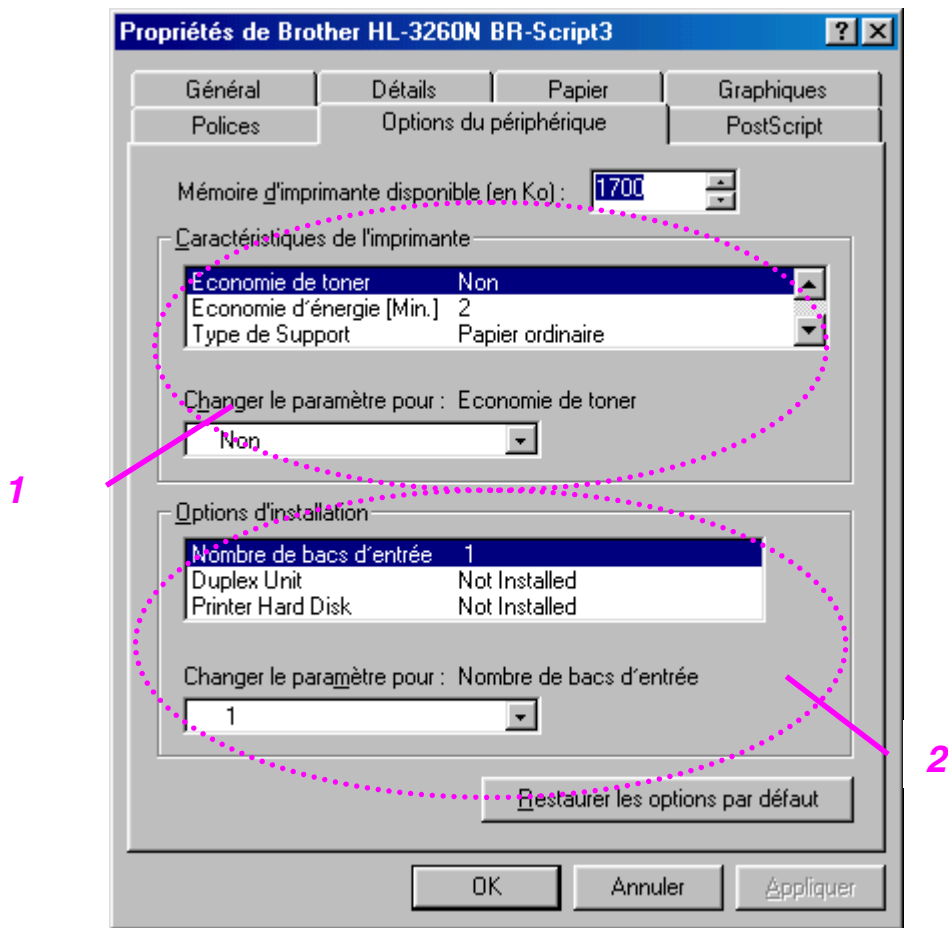 Propriétés de Brother HL-3260N BR-Script3
Général Détails Papier Graphiques
Polices Options du périphérique PostScript
Mémoire d'imprimante disponible (en Ko) : 1700
Caractéristiques de l'imprimante
Economie de toner Non
Economie d´énergie [Min.] 2
Type de Support Papier ordinaire
Changer le paramètre pour : Economie de toner
Non
1
Options d'installation
Nombre de bacs d´entrée 1
Duplex Unit Not Installed
Printer Hard Disk Not Installed
Changer le paramètre pour : Nombre de bacs d´entrée
1
2
Restaurer les options par défaut
OK Annuler Appliquer